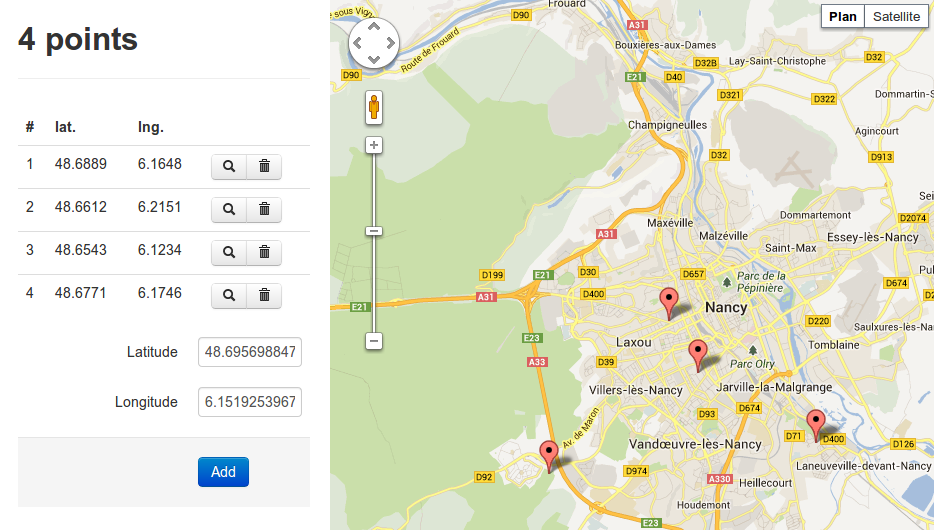 4 points
# lat. lng.
1 48.6889 6.1648
2 48.6612 6.2151
3 48.6543 6.1234
4 48.6771 6.1746
Latitude 48.695698847
Longitude 6.1519253967
Add
Plan Satellite
Frouard
e sous Vign
D90
A31
Route de Frouard
Bouxières-aux-Dames
D32B
Lay-Saint-Christophe
D32
D90
E21
D40
D321
D322
Dommartin-S
Champigneulles
Agincourt
D32
D913
Sei
Dommartemont
D2074
Maxéville
Malzéville
A31
Essey-lès-Nancy
Saint-Max
D199
E21
D30
D657
Parc de la
Pépinière
Pul
D674
E21
A31
D400
Nancy
D220
Saulxures-lès-Na
E23
Laxou
Tomblaine
A33
D39
Parc Olry
Villers-lès-Nancy
Jarville-la-Malgrange
D93
D674
Av. de Maron
Vandœuvre-lès-Nancy
D71
D400
D126
D92
D974
A330
Laneuveville-devant-Nancy
Heillecourt
Houdemont
E23